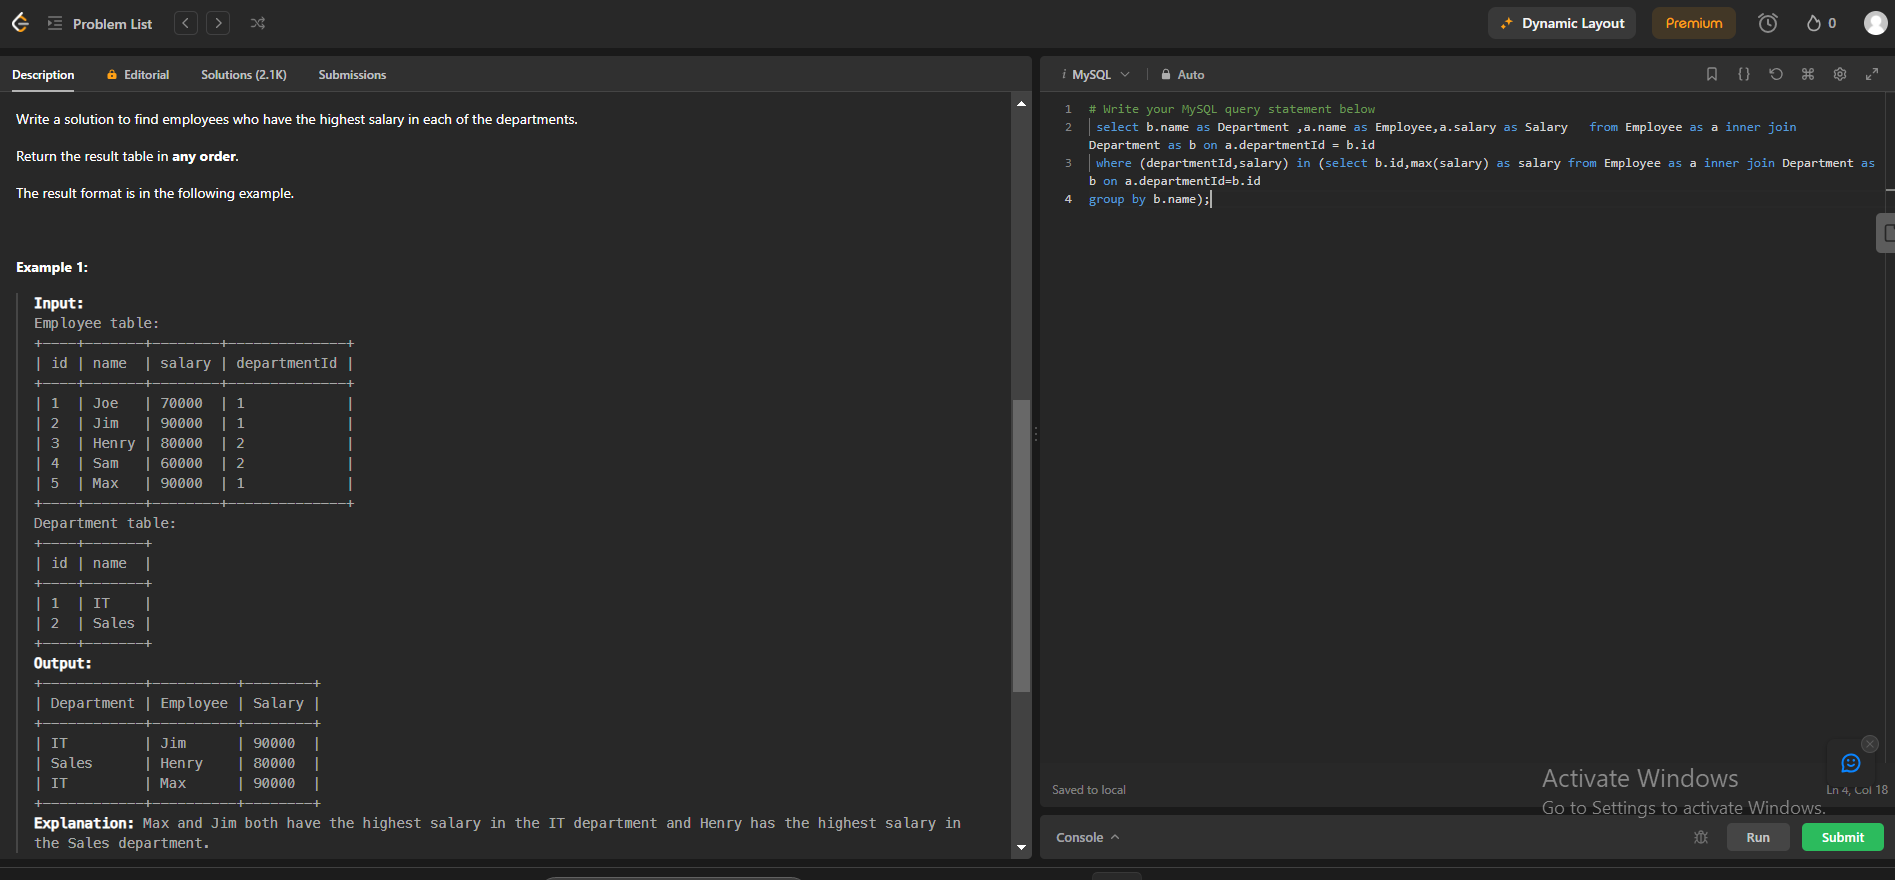 Problem List
Dynamic Layout
Premium
0
Description
Editorial
Solutions (2.1K)
Submissions
Write a solution to find employees who have the highest salary in each of the departments.
Return the result table in any order.
The result format is in the following example.
Example 1:
Input:
Employee table:
+----+-------+--------+--------------+
| id | name  | salary | departmentId |
+----+-------+--------+--------------+
| 1  | Joe   | 70000  | 1            |
| 2  | Jim   | 90000  | 1            |
| 3  | Henry | 80000  | 2            |
| 4  | Sam   | 60000  | 2            |
| 5  | Max   | 90000  | 1            |
+----+-------+--------+--------------+
Department table:
+----+-------+
| id | name  |
+----+-------+
| 1  | IT    |
| 2  | Sales |
+----+-------+
Output:
+------------+----------+--------+
| Department | Employee | Salary |
+------------+----------+--------+
| IT         | Jim      | 90000  |
| Sales      | Henry    | 80000  |
| IT         | Max      | 90000  |
+------------+----------+--------+
Explanation: Max and Jim both have the highest salary in the IT department and Henry has the highest salary in
the Sales department.
i MySQL
Auto
1 # Write your MySQL query statement below
2 select b.name as Department ,a.name as Employee,a.salary as Salary   from Employee as a inner join
Department as b on a.departmentId = b.id
3 where (departmentId,salary) in (select b.id,max(salary) as salary from Employee as a inner join Department as
b on a.departmentId=b.id
4 group by b.name);
Saved to local
Ln 4, Col 18
Activate Windows
Go to Settings to activate Windows.
Console
Run
Submit